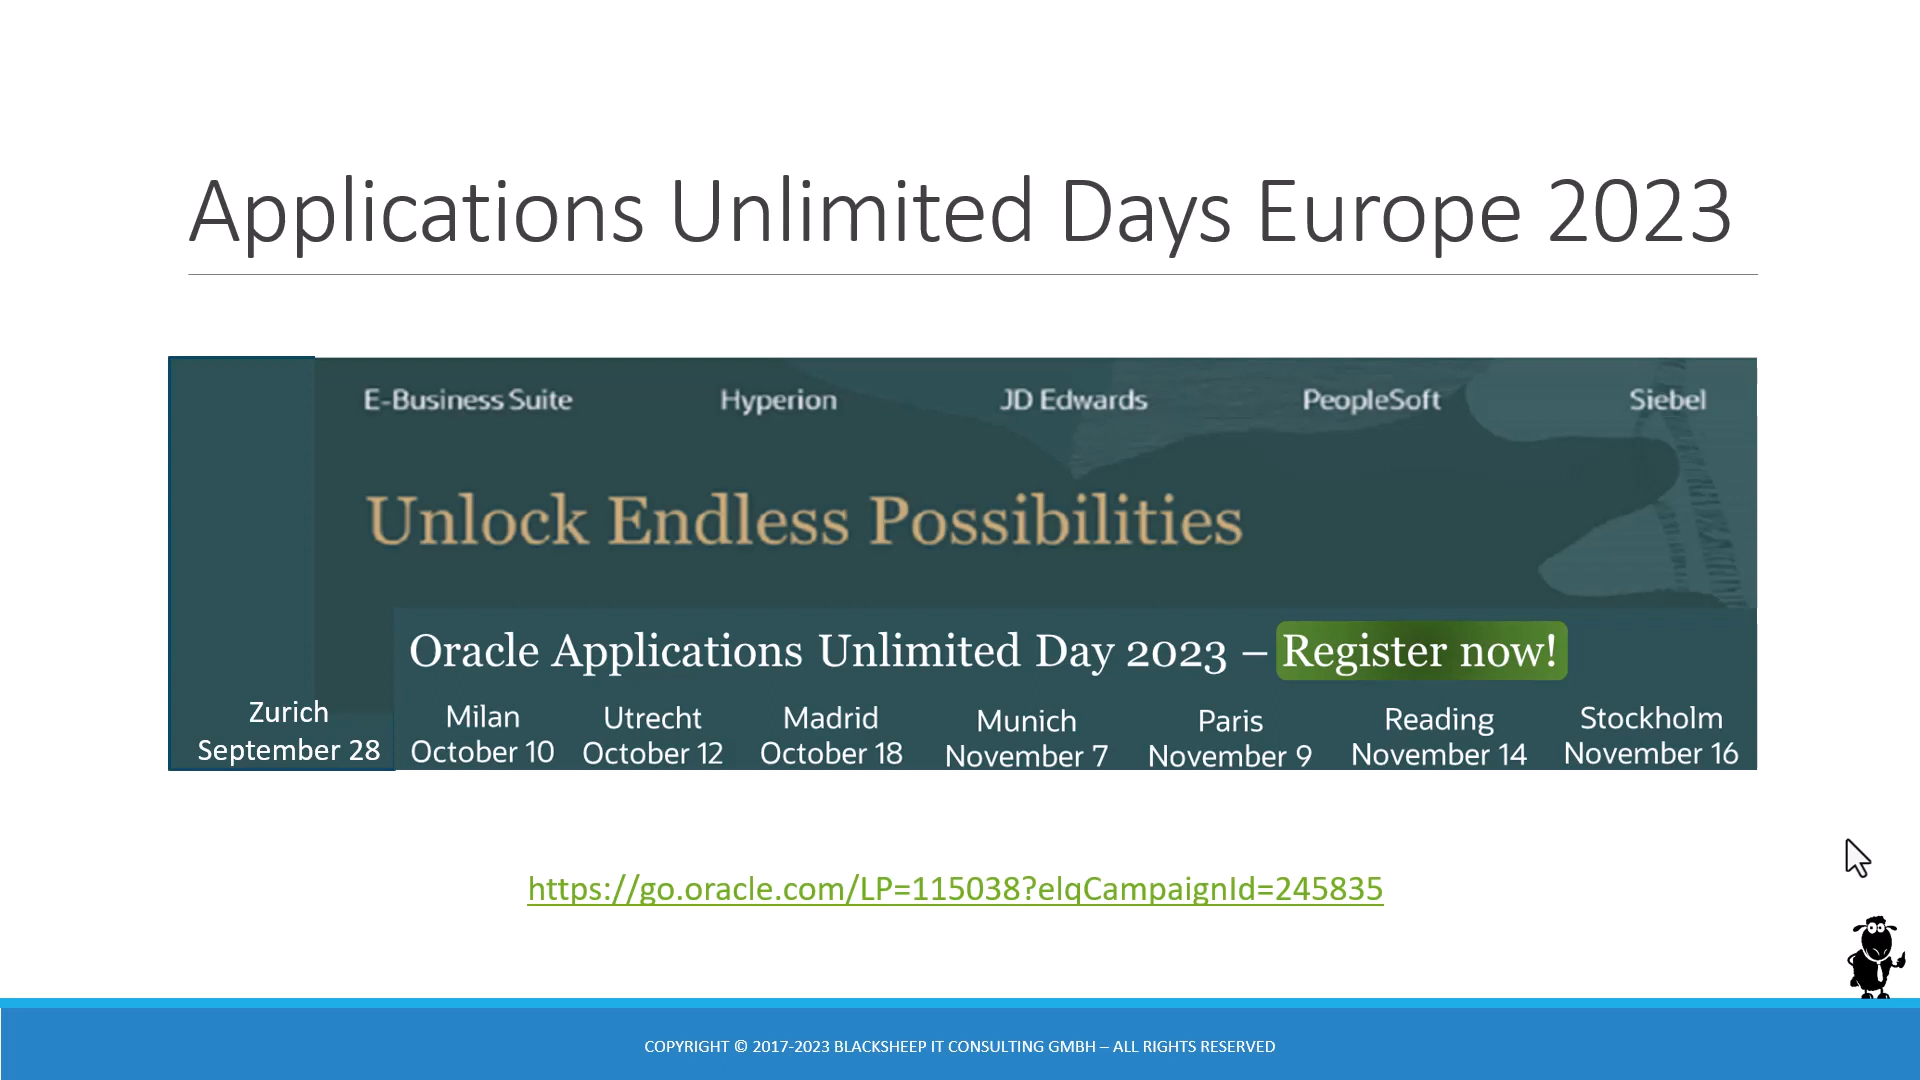 Applications Unlimited Days Europe 2023
E-Business Suite Hyperion JD Edwards PeopleSoft Siebel
Unlock Endless Possibilities
Oracle Applications Unlimited Day 2023 – Register now!
Zurich Milan Utrecht Madrid Munich Paris Reading Stockholm
September 28 October 10 October 12 October 18 November 7 November 9 November 14 November 16
https://go.oracle.com/LP=115038?elqCampaignId=245835
COPYRIGHT © 2017-2023 BLACKSHEEP IT CONSULTING GMBH – ALL RIGHTS RESERVED